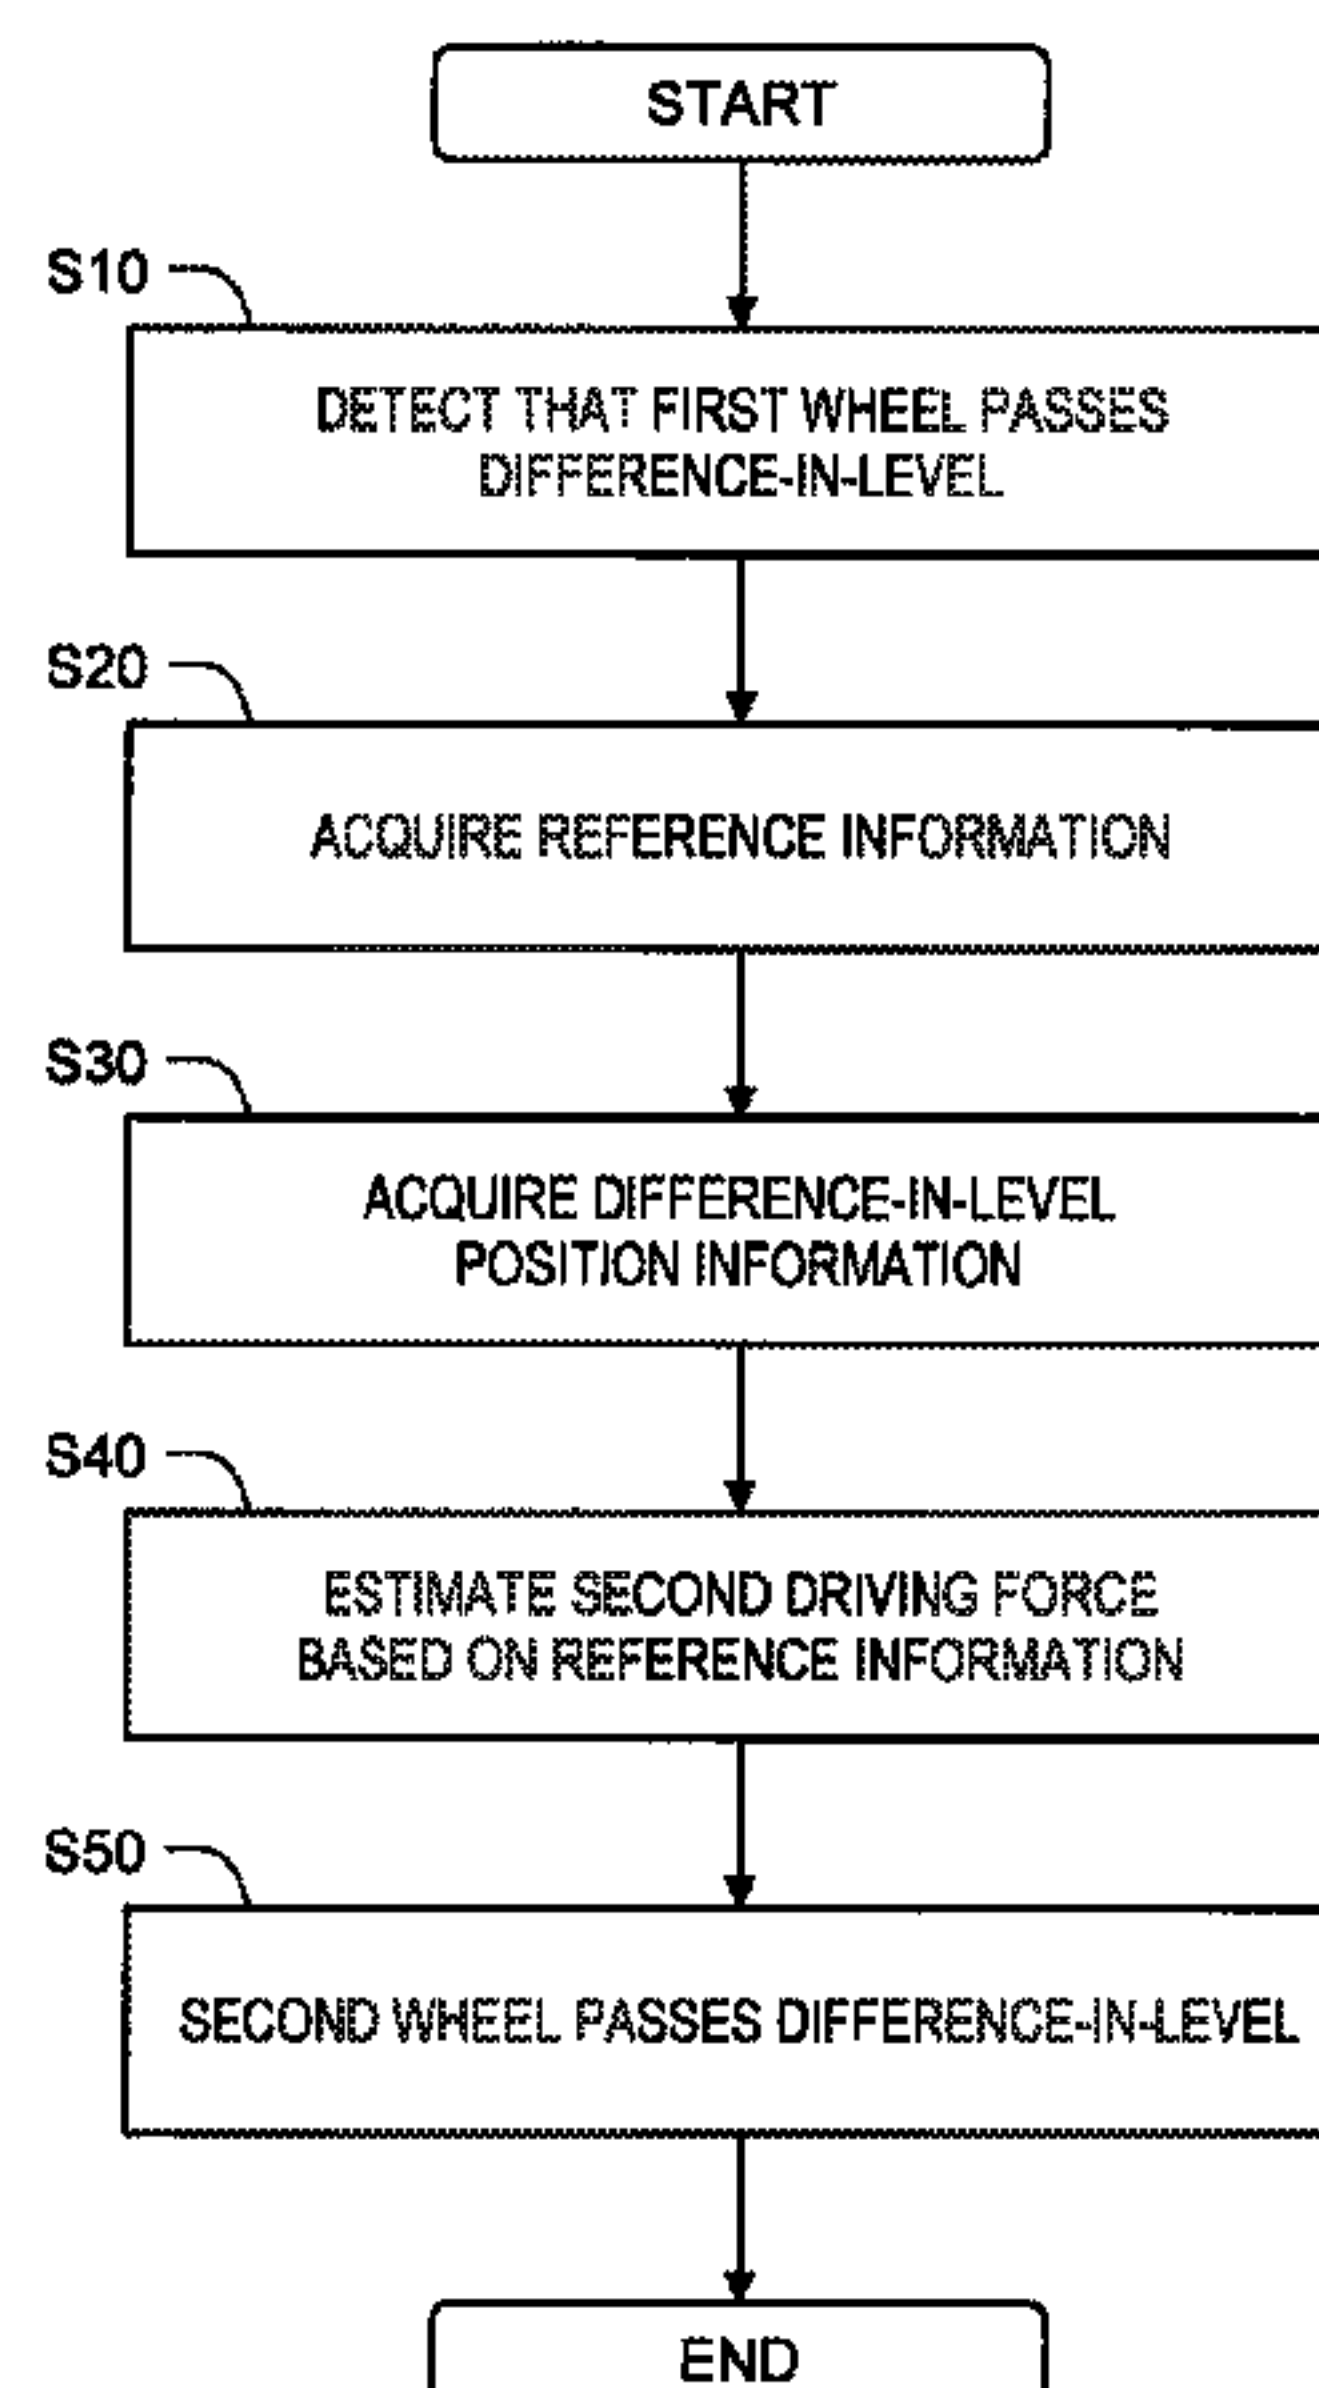 START
S10
DETECT THAT FIRST WHEEL PASSES
DIFFERENCE-IN-LEVEL
S20
ACQUIRE REFERENCE INFORMATION
S30
ACQUIRE DIFFERENCE-IN-LEVEL
POSITION INFORMATION
S40
ESTIMATE SECOND DRIVING FORCE
BASED ON REFERENCE INFORMATION
S50
SECOND WHEEL PASSES DIFFERENCE-IN-LEVEL
END